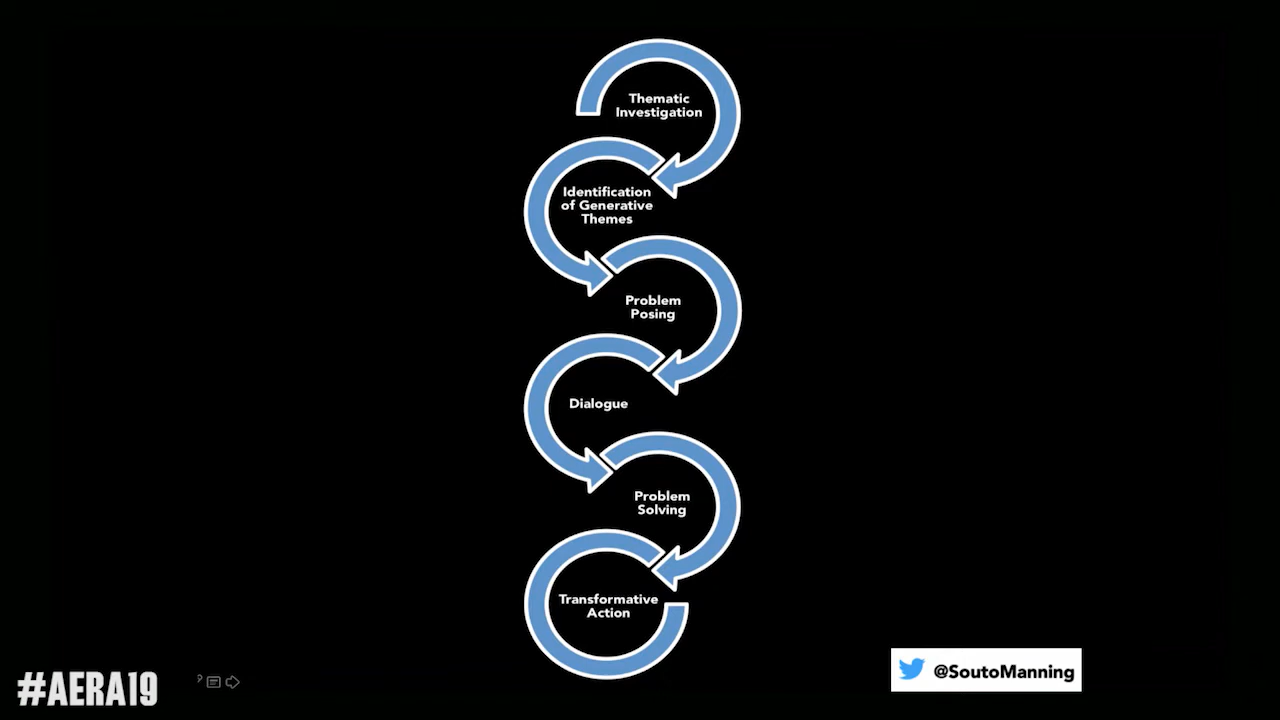 Thematic
Investigation
Identification
of Generative
Themes
Problem
Posing
Dialogue
Problem
Solving
Transformative
Action
#AERA19
@SoutoManning